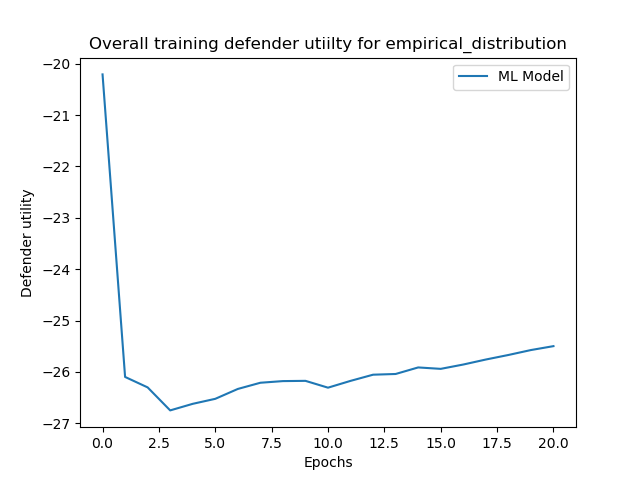 Overall training defender utiilty for empirical_distribution
ML Model
Defender utility
−20
−21
−22
−23
−24
−25
−26
−27
0.0 2.5 5.0 7.5 10.0 12.5 15.0 17.5 20.0
Epochs